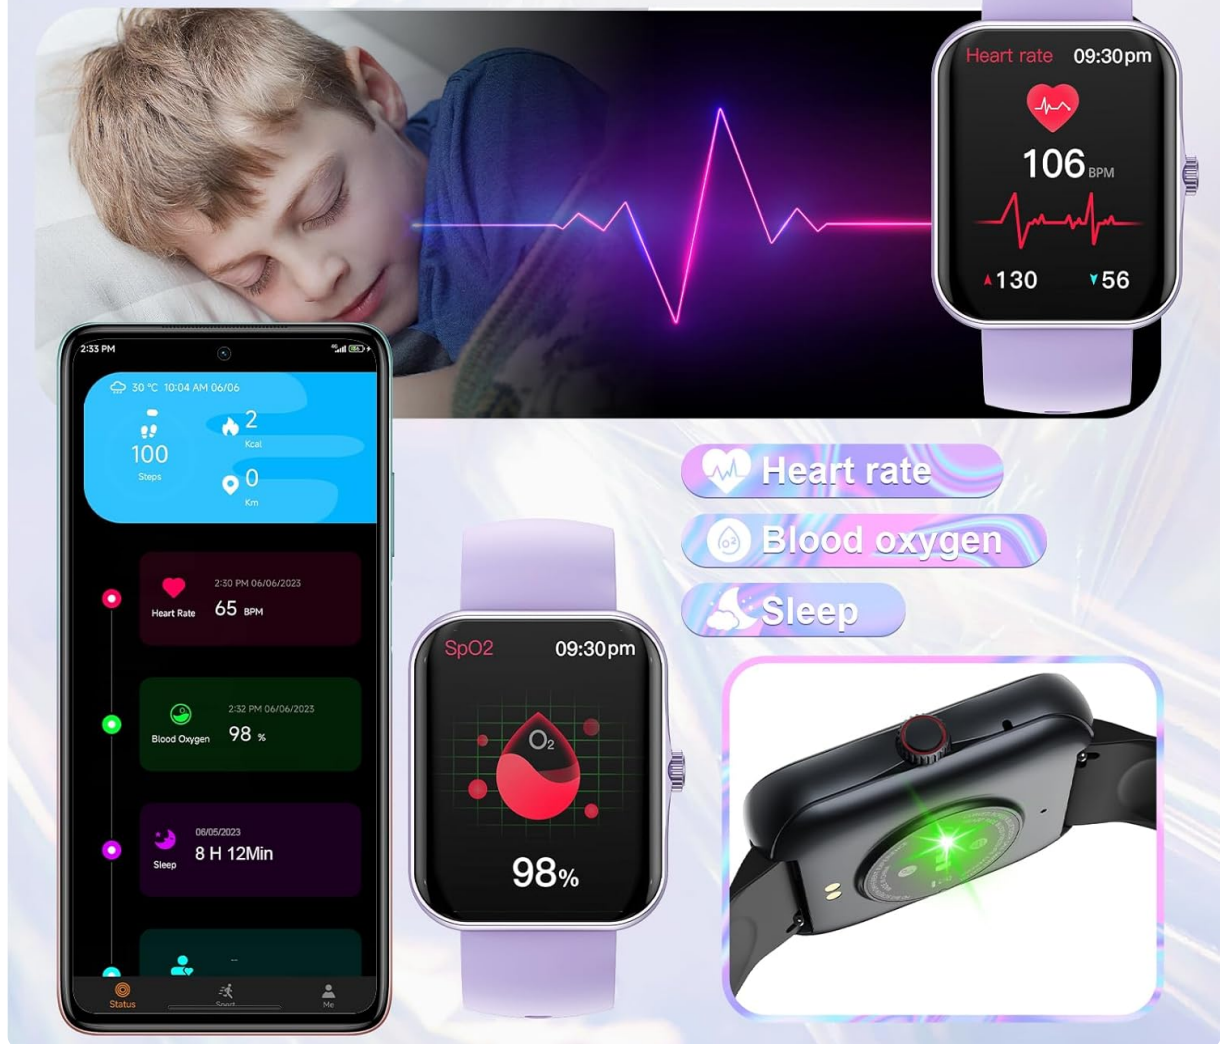 Heart rate 09:30pm
106 BPM
130 56
2:33 PM
30 °C 10:04 AM 06/06
100
Steps
2
Kcal
0
Km
Heart Rate
2:30 PM 06/06/2023
65 BPM
Blood Oxygen
2:32 PM 06/06/2023
98 %
Sleep
06/05/2023
8 H 12Min
--
Status
Sport
Me
Heart rate
O2
Blood oxygen
Sleep
SpO2 09:30pm
O2
98%